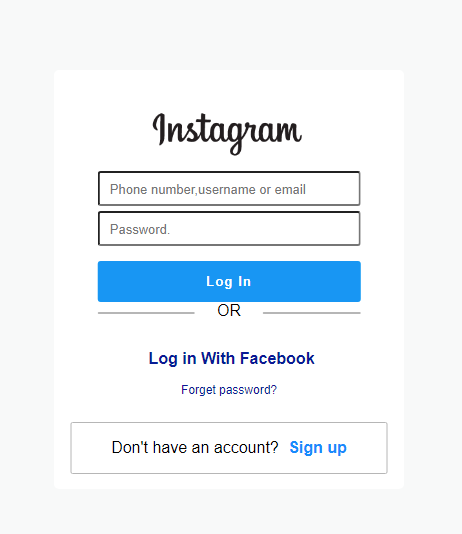 Instagram
Phone number,username or email
Password.
Log In
OR
Log in With Facebook
Forget password?
Don't have an account? Sign up